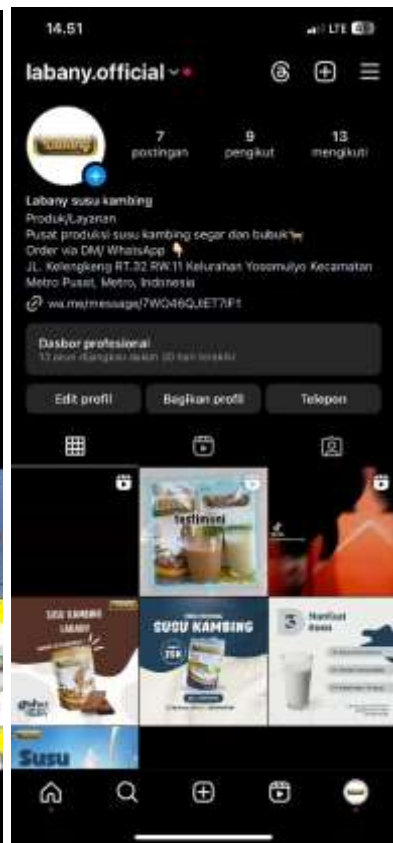 14.51
LTE
labany.official
7
9
13
postingan
pengikut
mengikuti
Labany susu kambing
Produk/Layanan
Pusat produksi susu kambing segar dan bubuk
Order via DM/ WhatsApp
JL. Kelengkeng RT.32 RW.11 Kelurahan Yosomulyo Kecamatan
Metro Pusat, Metro, Indonesia
Dasbor profesional
Edit profil
Bagikan profil
Telepon
testimoni
SUSU KAMBING
LABANY
SUSU KAMBING
25K
3
Manfaat
Susu